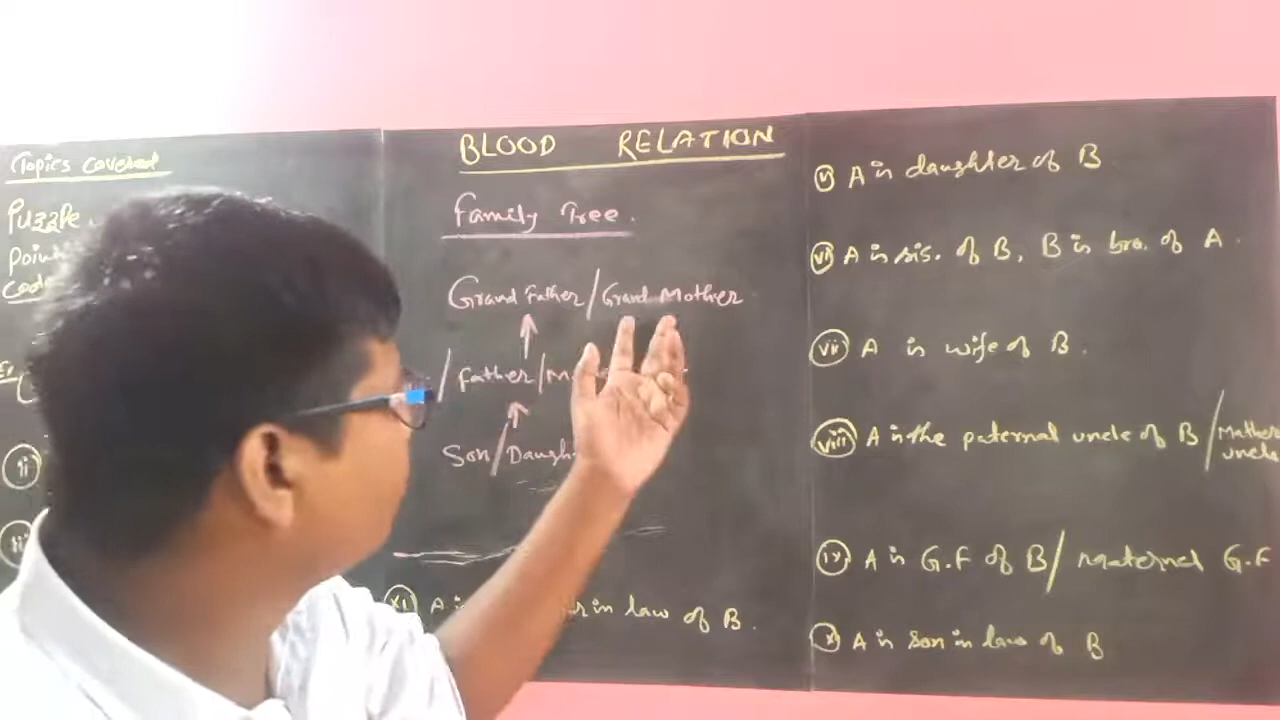 Topics covered
Puzzle.
BLOOD RELATION
Family Tree.
Grand Father/Grand Mother
/Father/
Son/
xi A in law of B.
v A is daughter of B
vi A is sis. of B, B is bro. of A.
vii A is wife of B.
viii A is the paternal uncle of B / Mathern uncle
ix A is G.F of B/ maternal G.F
x A is son in law of B